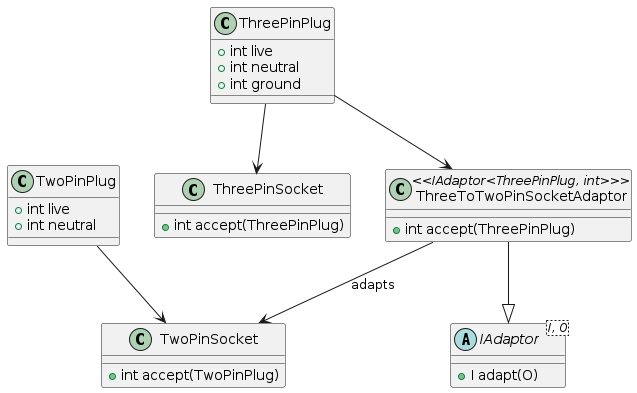 C ThreePinPlug
int live
int neutral
int ground
C TwoPinPlug
int live
int neutral
C ThreePinSocket
int accept(ThreePinPlug)
<<IAdaptor<ThreePinPlug, int>>>
C ThreeToTwoPinSocketAdaptor
int accept(ThreePinPlug)
adapts
C TwoPinSocket
int accept(TwoPinPlug)
I, O
A IAdaptor
I adapt(O)